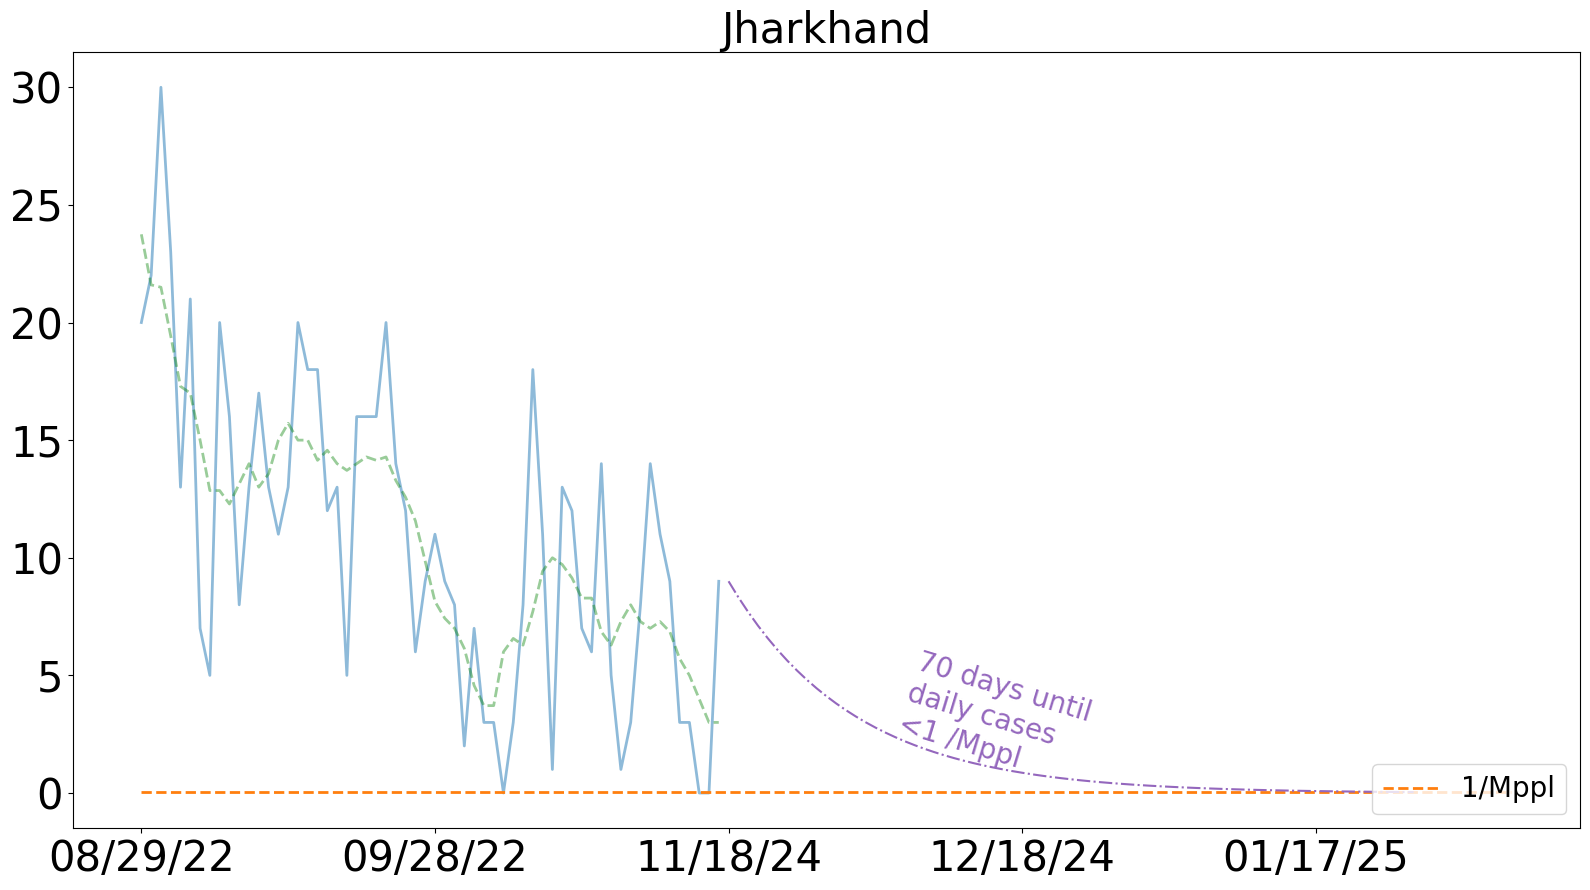 Jharkhand
30
25
20
15
10
5
0
70 days until
daily cases
<1 /Mppl
1/Mppl
08/29/22
09/28/22
11/18/24
12/18/24
01/17/25